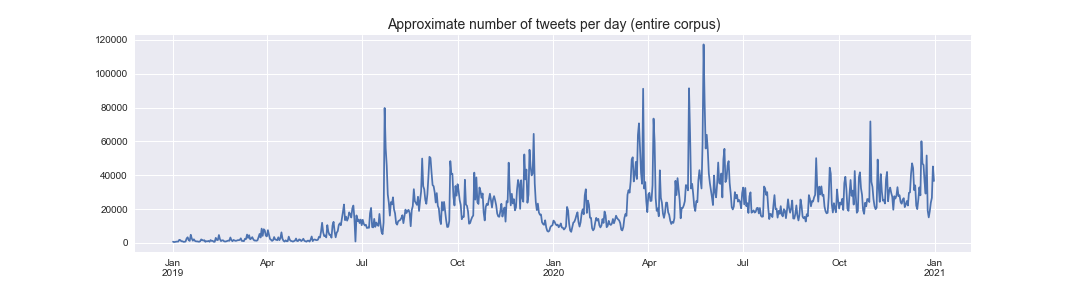 Approximate number of tweets per day (entire corpus)
120000
100000
80000
60000
40000
20000
0
Jan Apr Jul Oct Jan Apr Jul Oct Jan
2019 2020 2021